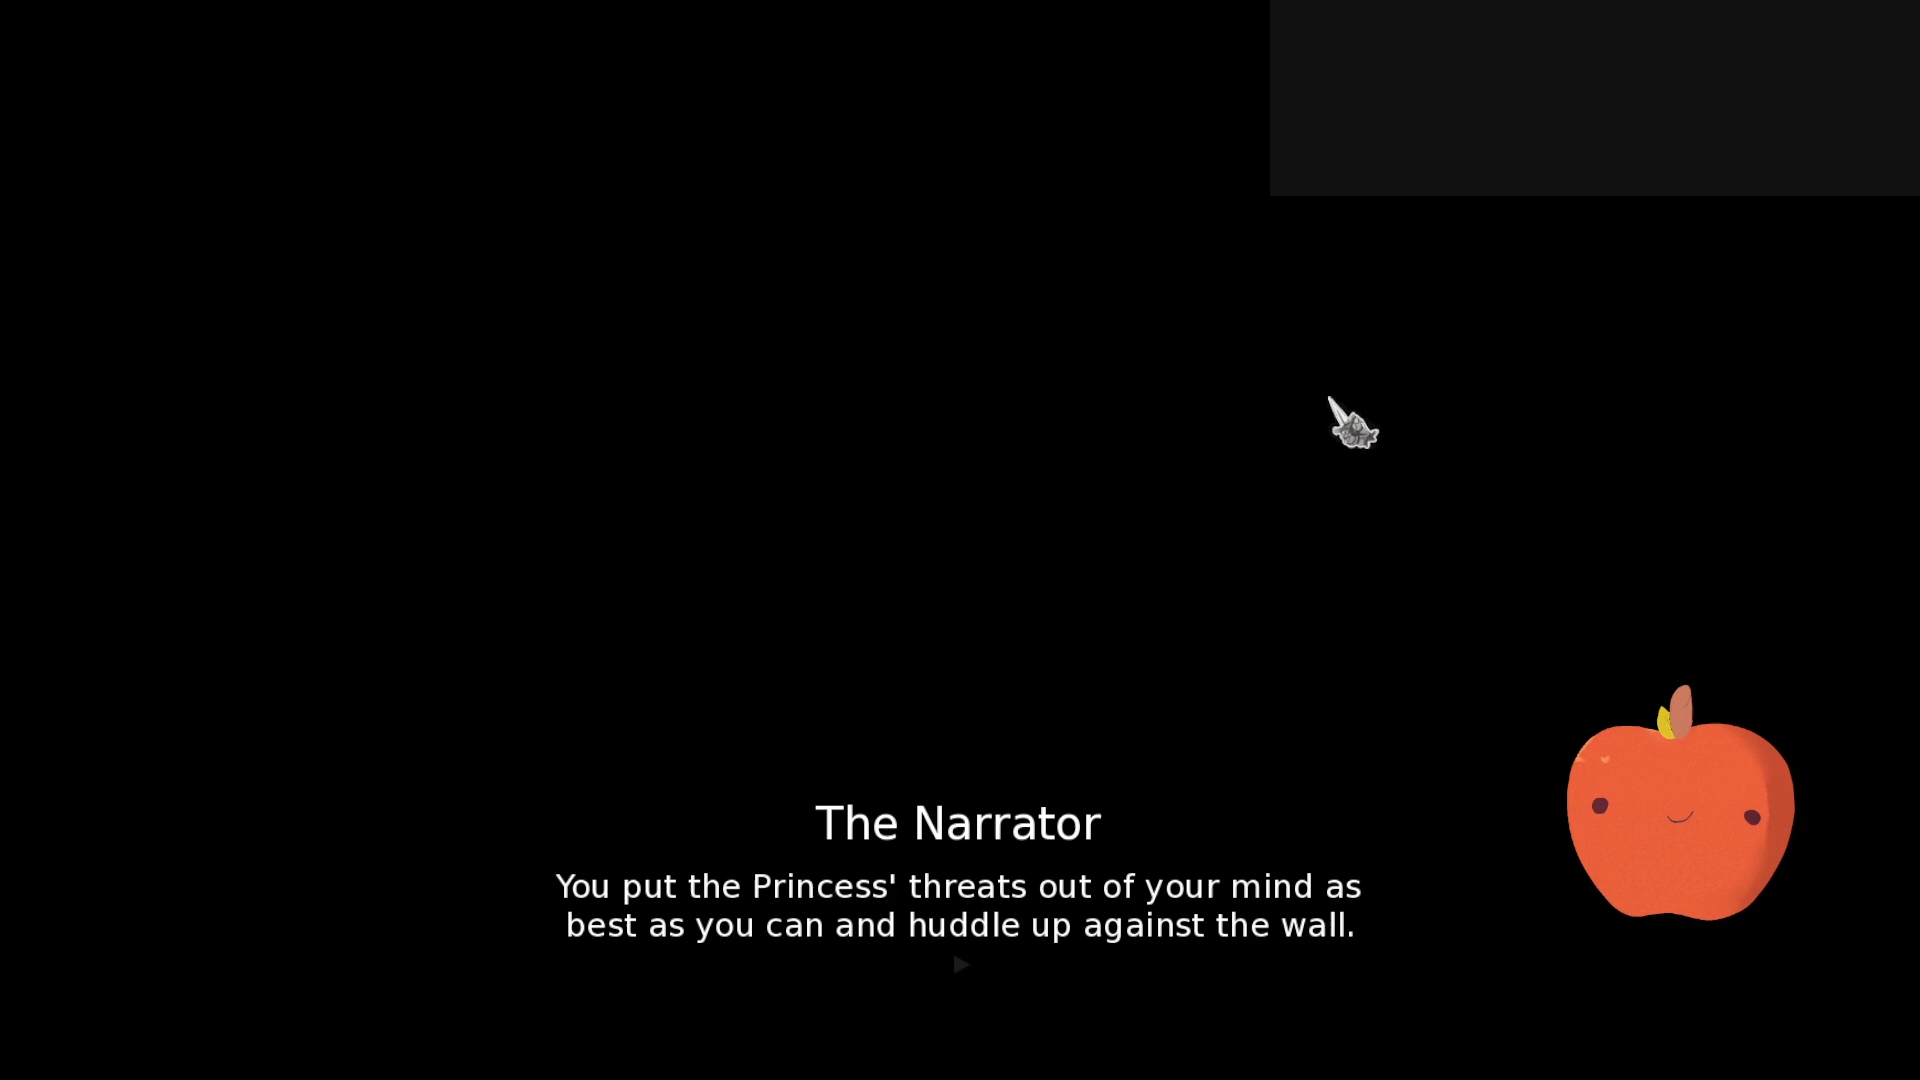 The Narrator
You put the Princess' threats out of your mind as
best as you can and huddle up against the wall.